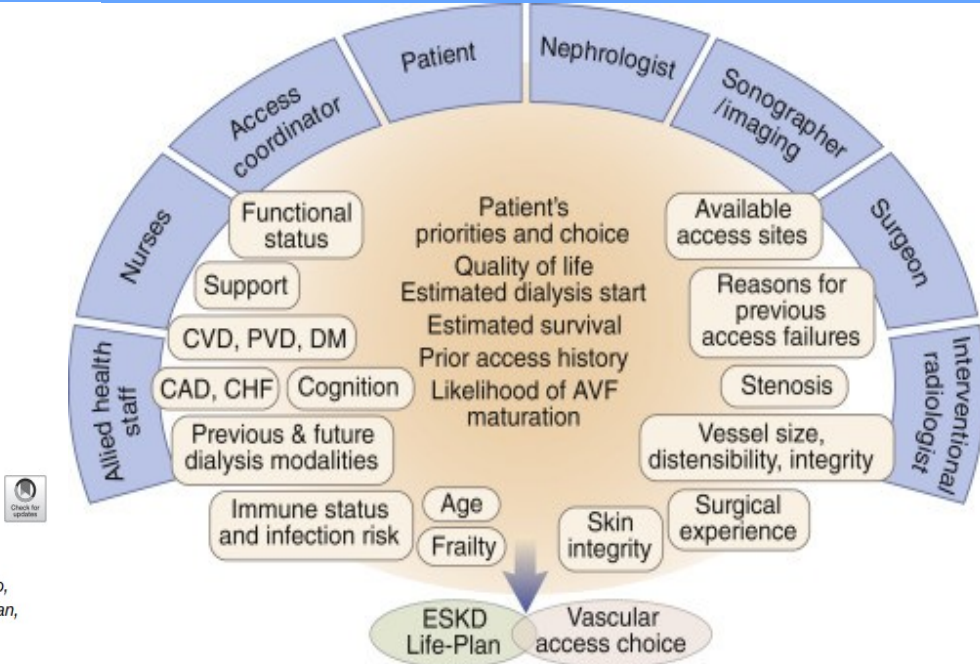 Allied health
staff
Nurses
Access
coordinator
Patient
Nephrologist
Sonographer
/imaging
Surgeon
Interventional
radiologist
Functional
status
Support
CVD, PVD, DM
CAD, CHF
Cognition
Previous & future
dialysis modalities
Immune status
and infection risk
Age
Frailty
Patient's
priorities and choice
Quality of life
Estimated dialysis start
Estimated survival
Prior access history
Likelihood of AVF
maturation
Available
access sites
Reasons for
previous
access failures
Stenosis
Vessel size,
distensibility, integrity
Surgical
experience
Skin
integrity
ESKD
Life-Plan
Vascular
access choice
Check for
updates